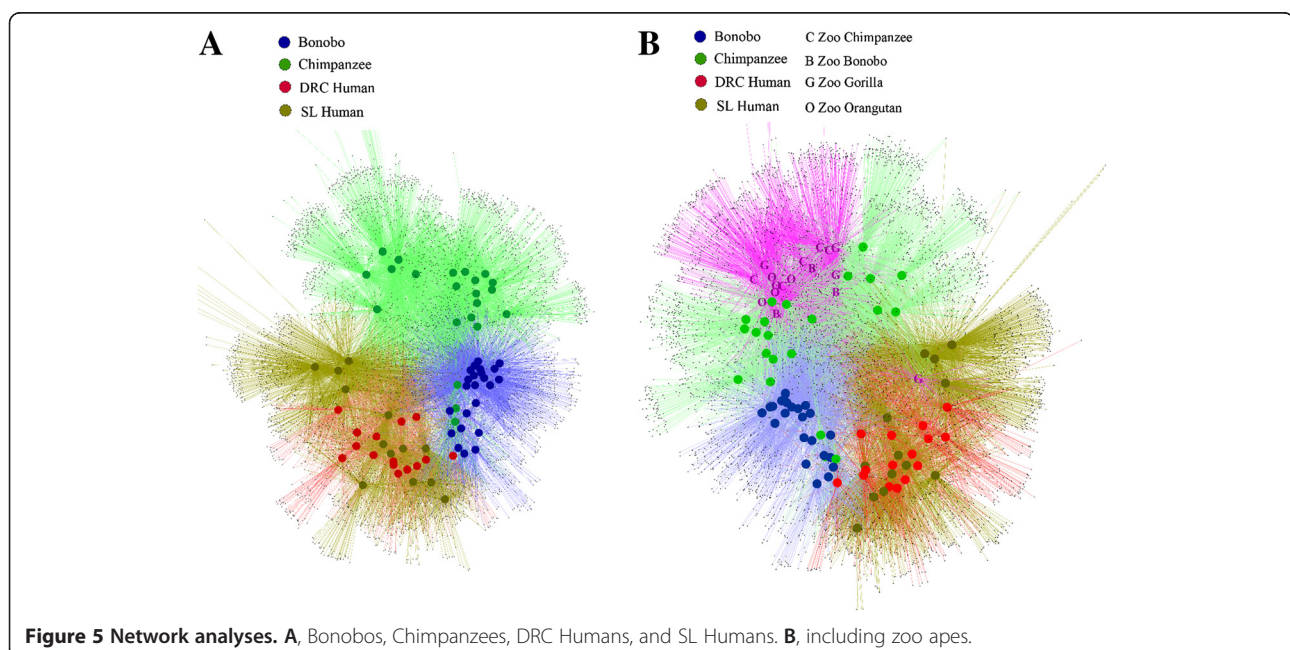 A
Bonobo
Chimpanzee
DRC Human
SL Human
B
Bonobo C Zoo Chimpanzee
Chimpanzee B Zoo Bonobo
DRC Human G Zoo Gorilla
SL Human O Zoo Orangutan
Figure 5 Network analyses. A, Bonobos, Chimpanzees, DRC Humans, and SL Humans. B, including zoo apes.